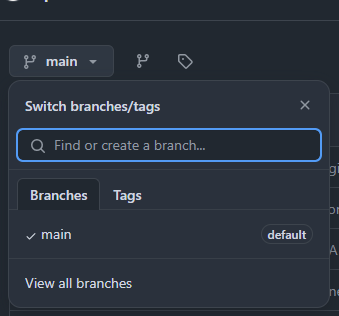 main
Switch branches/tags
Find or create a branch...
Branches
Tags
main default
View all branches